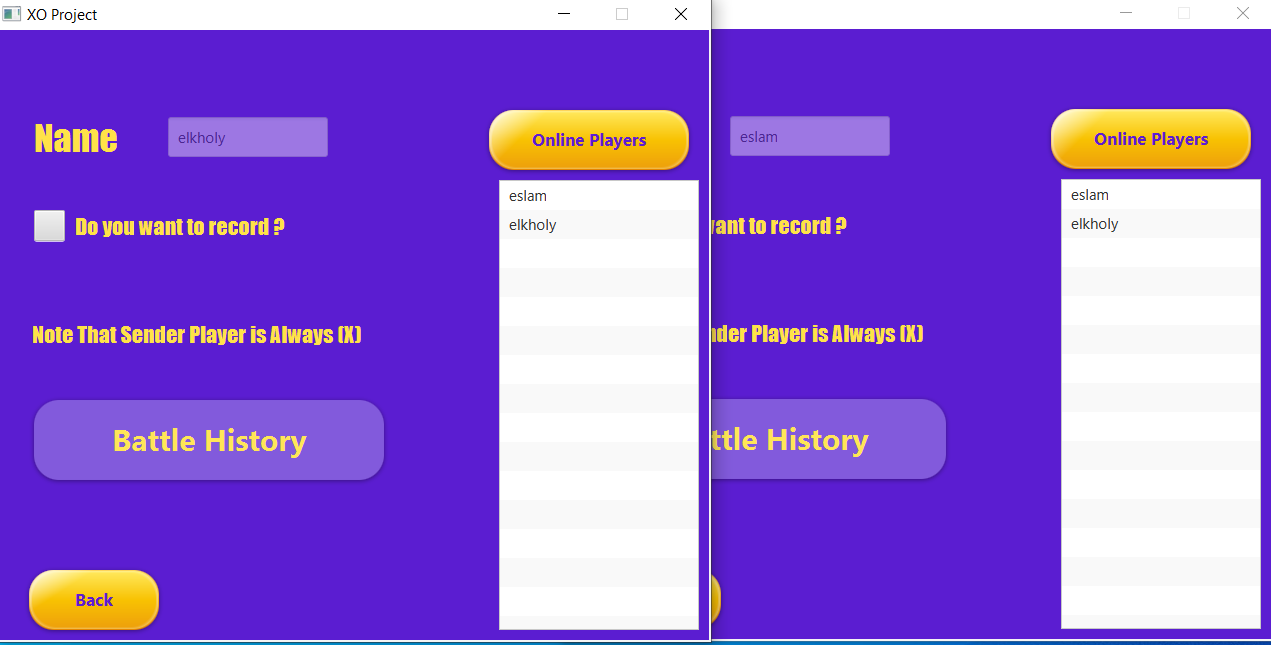 XO Project
Name
elkholy
Online Players
eslam
elkholy
Do you want to record ?
Note That Sender Player is Always (X)
Battle History
Back
eslam
Online Players
eslam
elkholy
want to record ?
nder Player is Always (X)
ttle History